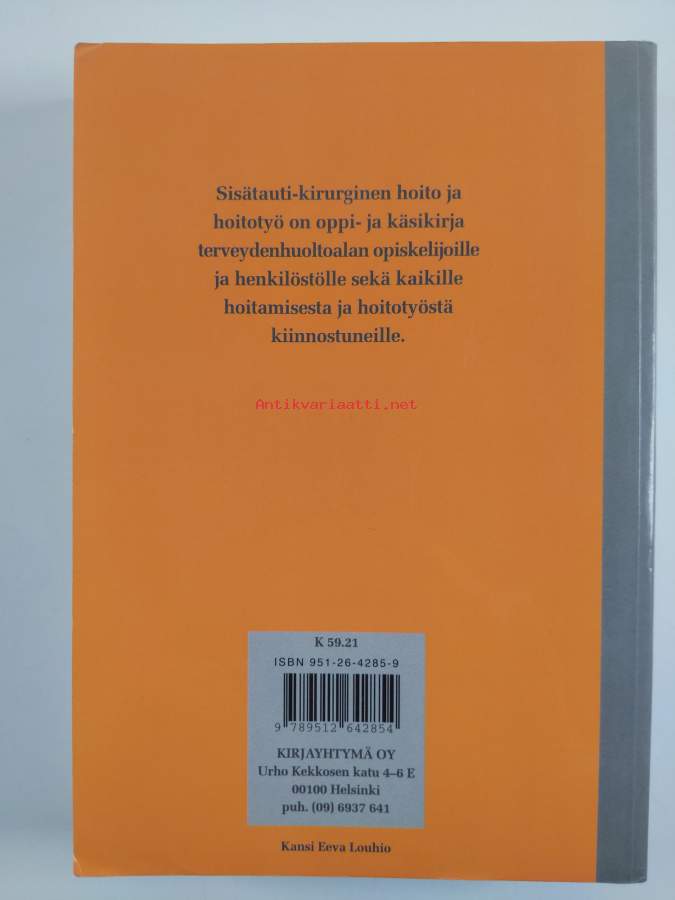 Sisätauti-kirurginen hoito ja
hoitotyö on oppi- ja käsikirja
terveydenhuoltoalan opiskelijoille
ja henkilöstölle sekä kaikille
hoitamisesta ja hoitotyöstä
kiinnostuneille.
Antikvariaatti.net
K 59.21
ISBN 951-26-4285-9
9 789512 642854
KIRJAYHTYMÄ OY
Urho Kekkosen katu 4–6 E
00100 Helsinki
puh. (09) 6937 641
Kansi Eeva Louhio